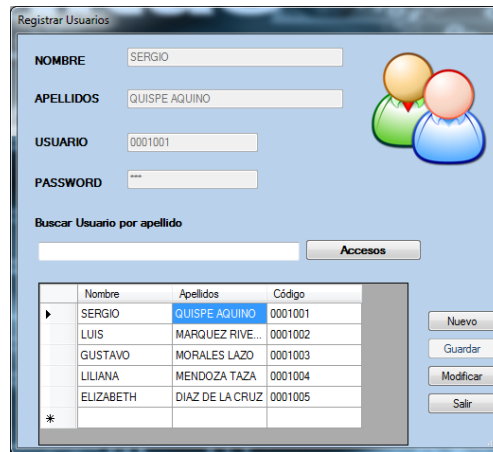 Registrar Usuarios
NOMBRE SERGIO
APELLIDOS QUISPE AQUINO
USUARIO 0001001
PASSWORD ***
Buscar Usuario por apellido
Accesos
Nombre Apellidos Código
SERGIO QUISPE AQUINO 0001001
LUIS MARQUEZ RIVE... 0001002
GUSTAVO MORALES LAZO 0001003
LILIANA MENDOZA TAZA 0001004
ELIZABETH DIAZ DE LA CRUZ 0001005
Nuevo
Guardar
Modificar
Salir